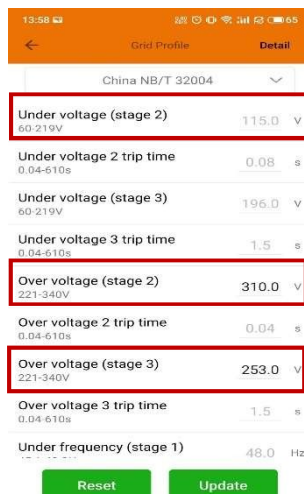 13:58
65
Grid Profile
Detail
China NB/T 32004
Under voltage (stage 2)
115.0 V
60-219V
Under voltage 2 trip time
0.08 s
0.04-610s
Under voltage (stage 3)
196.0 V
60-219V
Under voltage 3 trip time
1.5 s
0.04-610s
Over voltage (stage 2)
310.0 V
221-340V
Over voltage 2 trip time
0.04 s
0.04-610s
Over voltage (stage 3)
253.0 V
221-340V
Over voltage 3 trip time
1.5 s
0.04-610s
Under frequency (stage 1)
48.0 Hz
Reset
Update